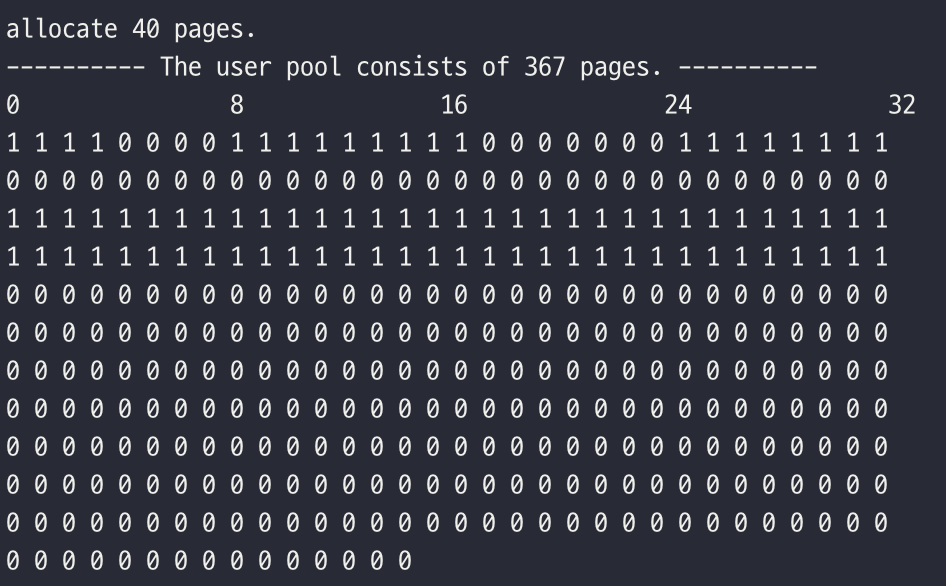 allocate 40 pages.
---------- The user pool consists of 367 pages. ----------
0 8 16 24 32
1 1 1 1 0 0 0 0 1 1 1 1 1 1 1 1 1 0 0 0 0 0 0 0 1 1 1 1 1 1 1 1
0 0 0 0 0 0 0 0 0 0 0 0 0 0 0 0 0 0 0 0 0 0 0 0 0 0 0 0 0 0 0 0
1 1 1 1 1 1 1 1 1 1 1 1 1 1 1 1 1 1 1 1 1 1 1 1 1 1 1 1 1 1 1 1
1 1 1 1 1 1 1 1 1 1 1 1 1 1 1 1 1 1 1 1 1 1 1 1 1 1 1 1 1 1 1 1
0 0 0 0 0 0 0 0 0 0 0 0 0 0 0 0 0 0 0 0 0 0 0 0 0 0 0 0 0 0 0 0
0 0 0 0 0 0 0 0 0 0 0 0 0 0 0 0 0 0 0 0 0 0 0 0 0 0 0 0 0 0 0 0
0 0 0 0 0 0 0 0 0 0 0 0 0 0 0 0 0 0 0 0 0 0 0 0 0 0 0 0 0 0 0 0
0 0 0 0 0 0 0 0 0 0 0 0 0 0 0 0 0 0 0 0 0 0 0 0 0 0 0 0 0 0 0 0
0 0 0 0 0 0 0 0 0 0 0 0 0 0 0 0 0 0 0 0 0 0 0 0 0 0 0 0 0 0 0 0
0 0 0 0 0 0 0 0 0 0 0 0 0 0 0 0 0 0 0 0 0 0 0 0 0 0 0 0 0 0 0 0
0 0 0 0 0 0 0 0 0 0 0 0 0 0 0 0 0 0 0 0 0 0 0 0 0 0 0 0 0 0 0 0
0 0 0 0 0 0 0 0 0 0 0 0 0 0 0